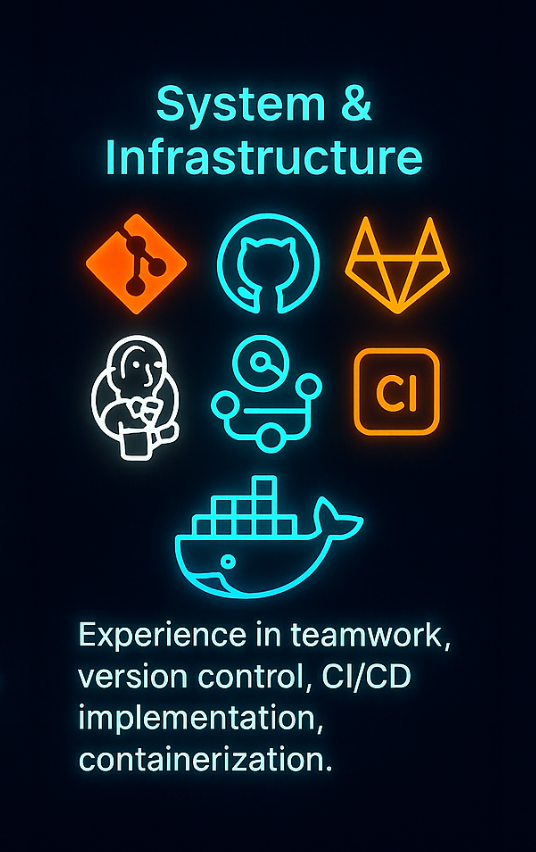 System &
Infrastructure
CI
Experience in teamwork,
version control, CI/CD
implementation,
containerization.